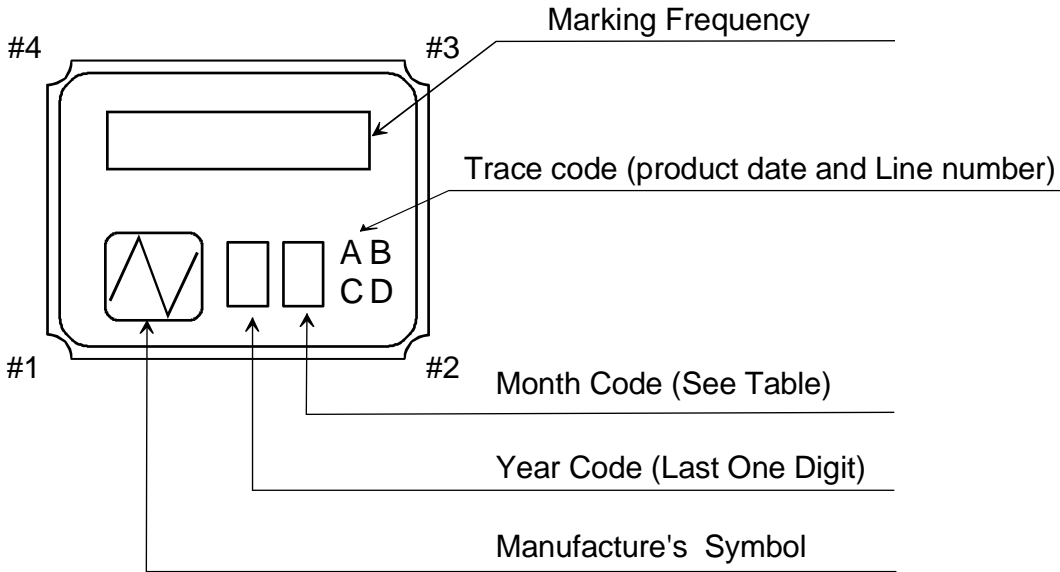 Marking Frequency
#4
#3
Trace code (product date and Line number)
A B
C D
#1
#2
Month Code (See Table)
Year Code (Last One Digit)
Manufacture's Symbol